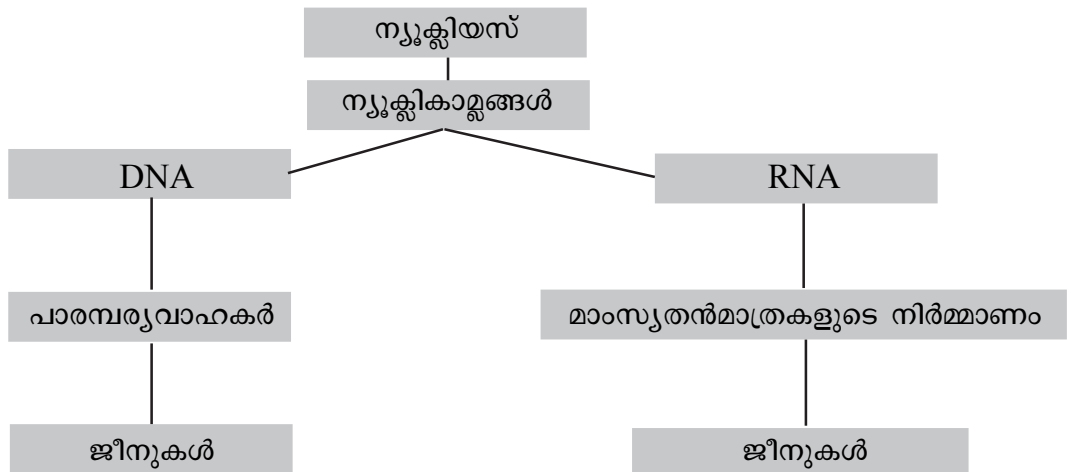 ന്യൂക്ലിയസ്
ന്യൂക്ലികാമ്ലങ്ങൾ
DNA
RNA
പാരമ്പര്യവാഹകർ
മാംസ്യതൻമാത്രകളുടെ നിർമ്മാണം
ജീനുകൾ
ജീനുകൾ